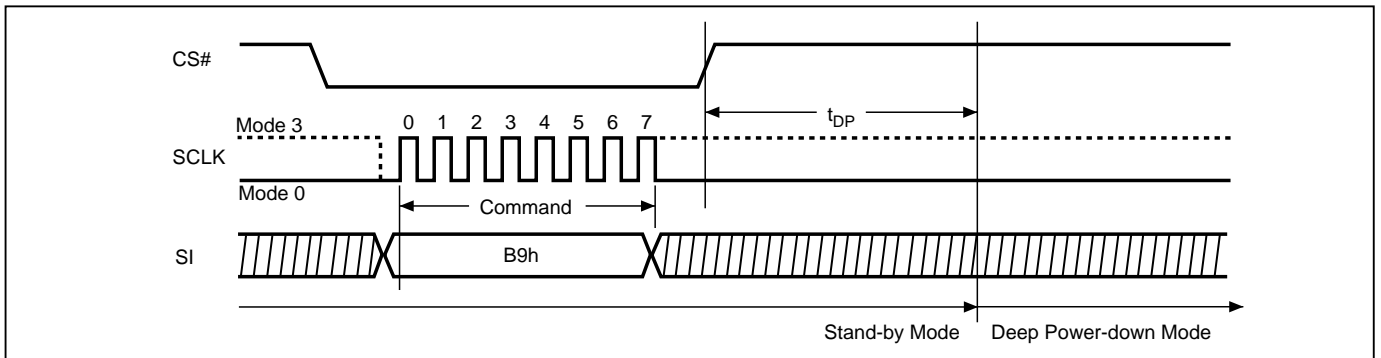 CS#
t_DP
Mode 3
0 1 2 3 4 5 6 7
SCLK
Mode 0
Command
SI
B9h
Stand-by Mode
Deep Power-down Mode